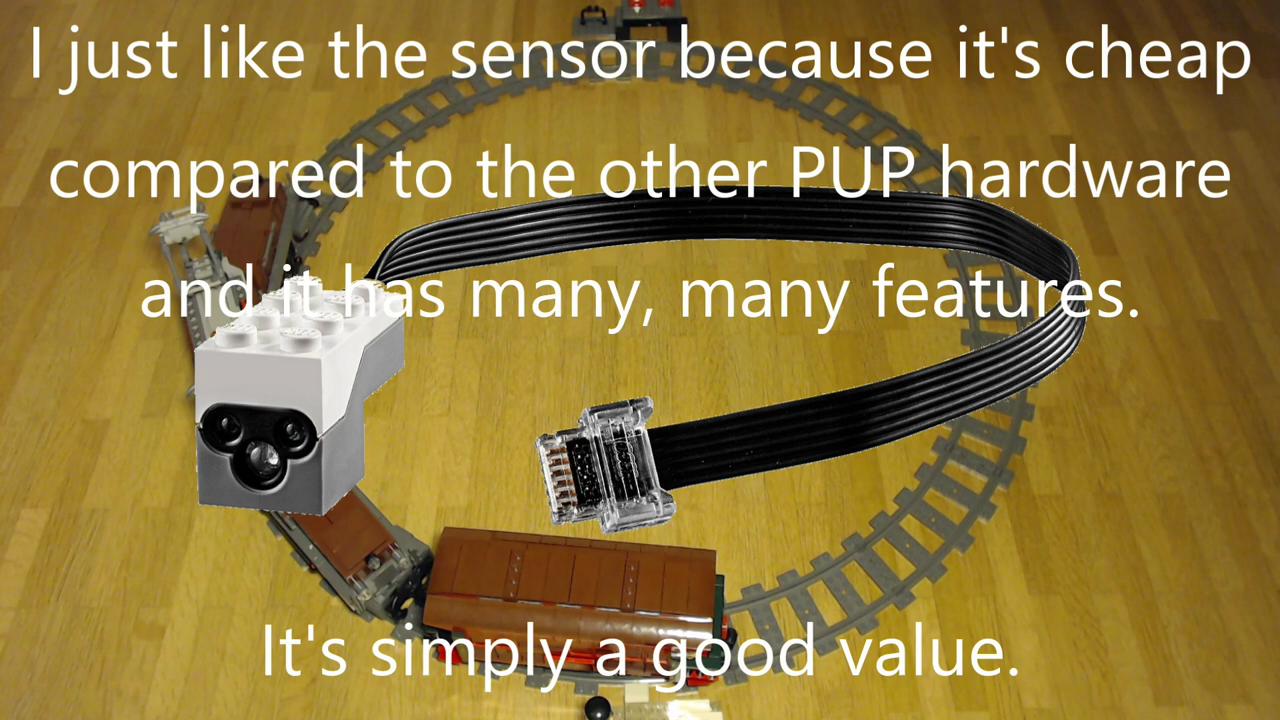 I just like the sensor because it's cheap
compared to the other PUP hardware
and it has many, many features.
It's simply a good value.